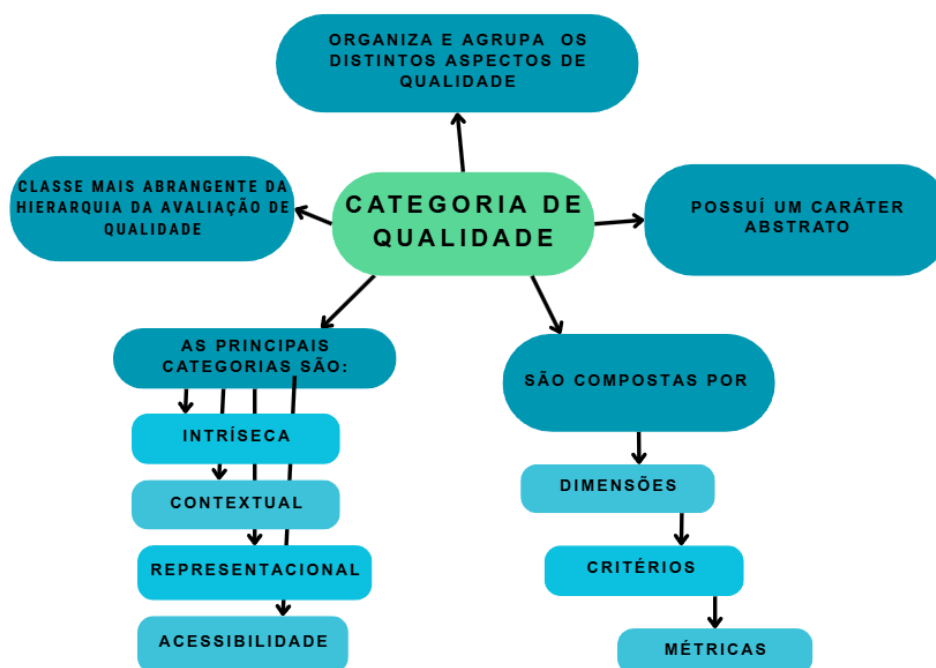 ORGANIZA E AGRUPA OS
DISTINTOS ASPECTOS DE
QUALIDADE
CLASSE MAIS ABRANGENTE DA
HIERARQUIA DA AVALIAÇÃO DE
QUALIDADE
CATEGORIA DE
QUALIDADE
POSSUÍ UM CARÁTER
ABSTRATO
AS PRINCIPAIS
CATEGORIAS SÃO:
INTRÍSECA
CONTEXTUAL
REPRESENTACIONAL
ACESSIBILIDADE
SÃO COMPOSTAS POR
DIMENSÕES
CRITÉRIOS
MÉTRICAS